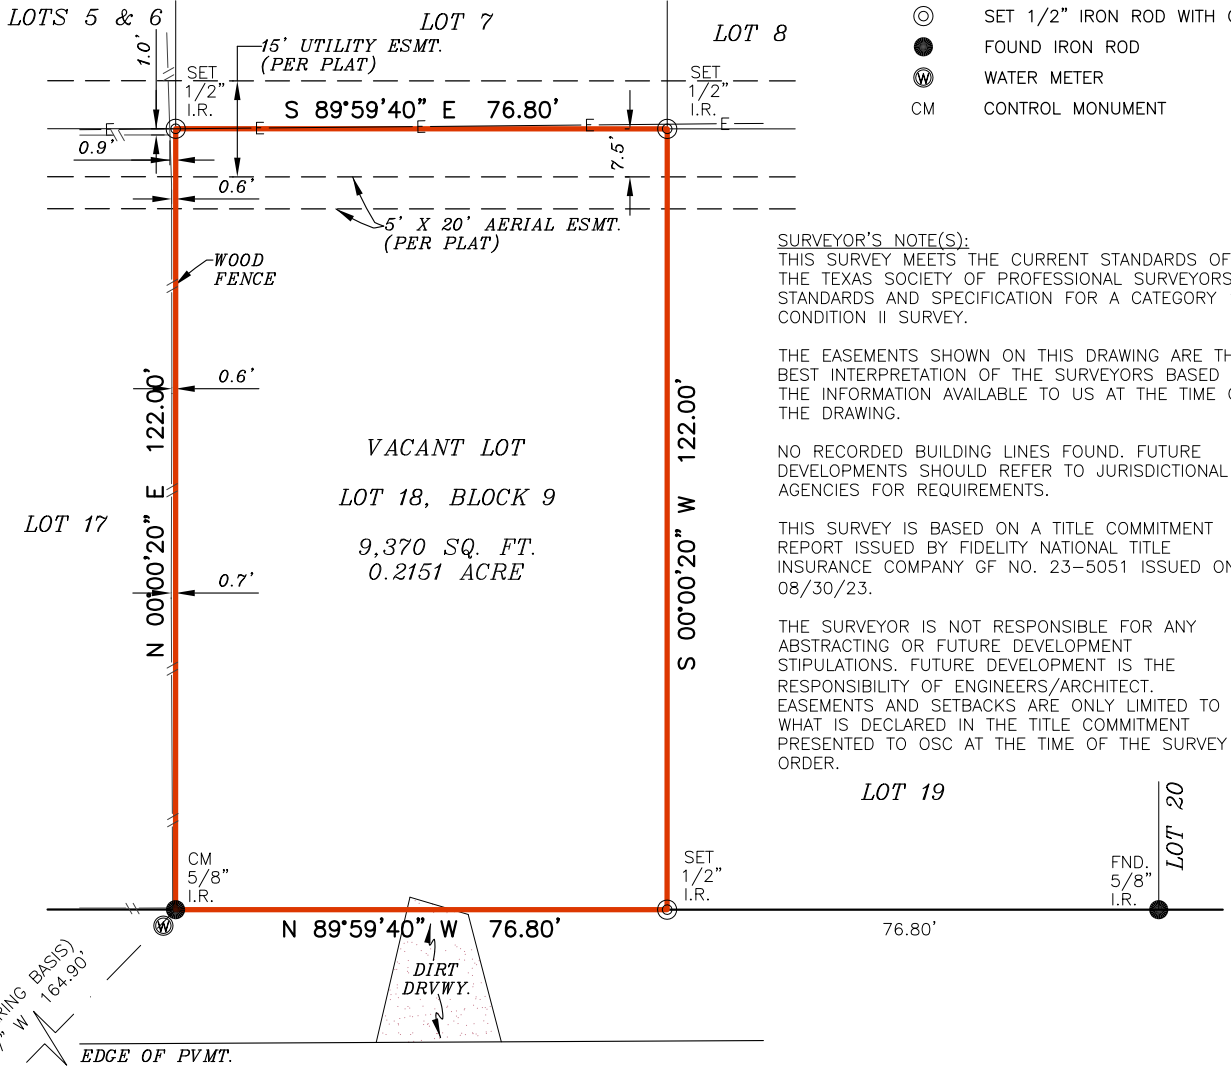 LOTS 5 & 6
LOT 7
LOT 8
SET 1/2" IRON ROD WITH
FOUND IRON ROD
W WATER METER
CM CONTROL MONUMENT
1.0'
15' UTILITY ESMT.
(PER PLAT)
SET
1/2"
I.R.
SET
1/2"
I.R.
S 89°59'40" E 76.80'
E E E E E
0.9'
7.5'
0.6'
5' X 20' AERIAL ESMT.
(PER PLAT)
WOOD
FENCE
0.6'
N 00°00'20" E 122.00'
S 00°00'20" W 122.00'
VACANT LOT
LOT 18, BLOCK 9
9,370 SQ. FT.
0.2151 ACRE
LOT 17
0.7'
SURVEYOR'S NOTE(S):
THIS SURVEY MEETS THE CURRENT STANDARDS OF
THE TEXAS SOCIETY OF PROFESSIONAL SURVEYORS
STANDARDS AND SPECIFICATION FOR A CATEGORY
CONDITION II SURVEY.
THE EASEMENTS SHOWN ON THIS DRAWING ARE
BEST INTERPRETATION OF THE SURVEYORS BASED
THE INFORMATION AVAILABLE TO US AT THE TIME
THE DRAWING.
NO RECORDED BUILDING LINES FOUND. FUTURE
DEVELOPMENTS SHOULD REFER TO JURISDICTIONAL
AGENCIES FOR REQUIREMENTS.
THIS SURVEY IS BASED ON A TITLE COMMITMENT
REPORT ISSUED BY FIDELITY NATIONAL TITLE
INSURANCE COMPANY GF NO. 23-5051 ISSUED ON
08/30/23.
THE SURVEYOR IS NOT RESPONSIBLE FOR ANY
ABSTRACTING OR FUTURE DEVELOPMENT
STIPULATIONS. FUTURE DEVELOPMENT IS THE
RESPONSIBILITY OF ENGINEERS/ARCHITECT.
EASEMENTS AND SETBACKS ARE ONLY LIMITED TO
WHAT IS DECLARED IN THE TITLE COMMITMENT
PRESENTED TO OSC AT THE TIME OF THE SURVEY
ORDER.
LOT 19
LOT 20
CM
5/8"
I.R.
SET
1/2"
I.R.
FND.
5/8"
I.R.
W
N 89°59'40" W 76.80'
76.80'
DIRT
DRVWY.
BASIS)
W 164.90'
EDGE OF PVMT.